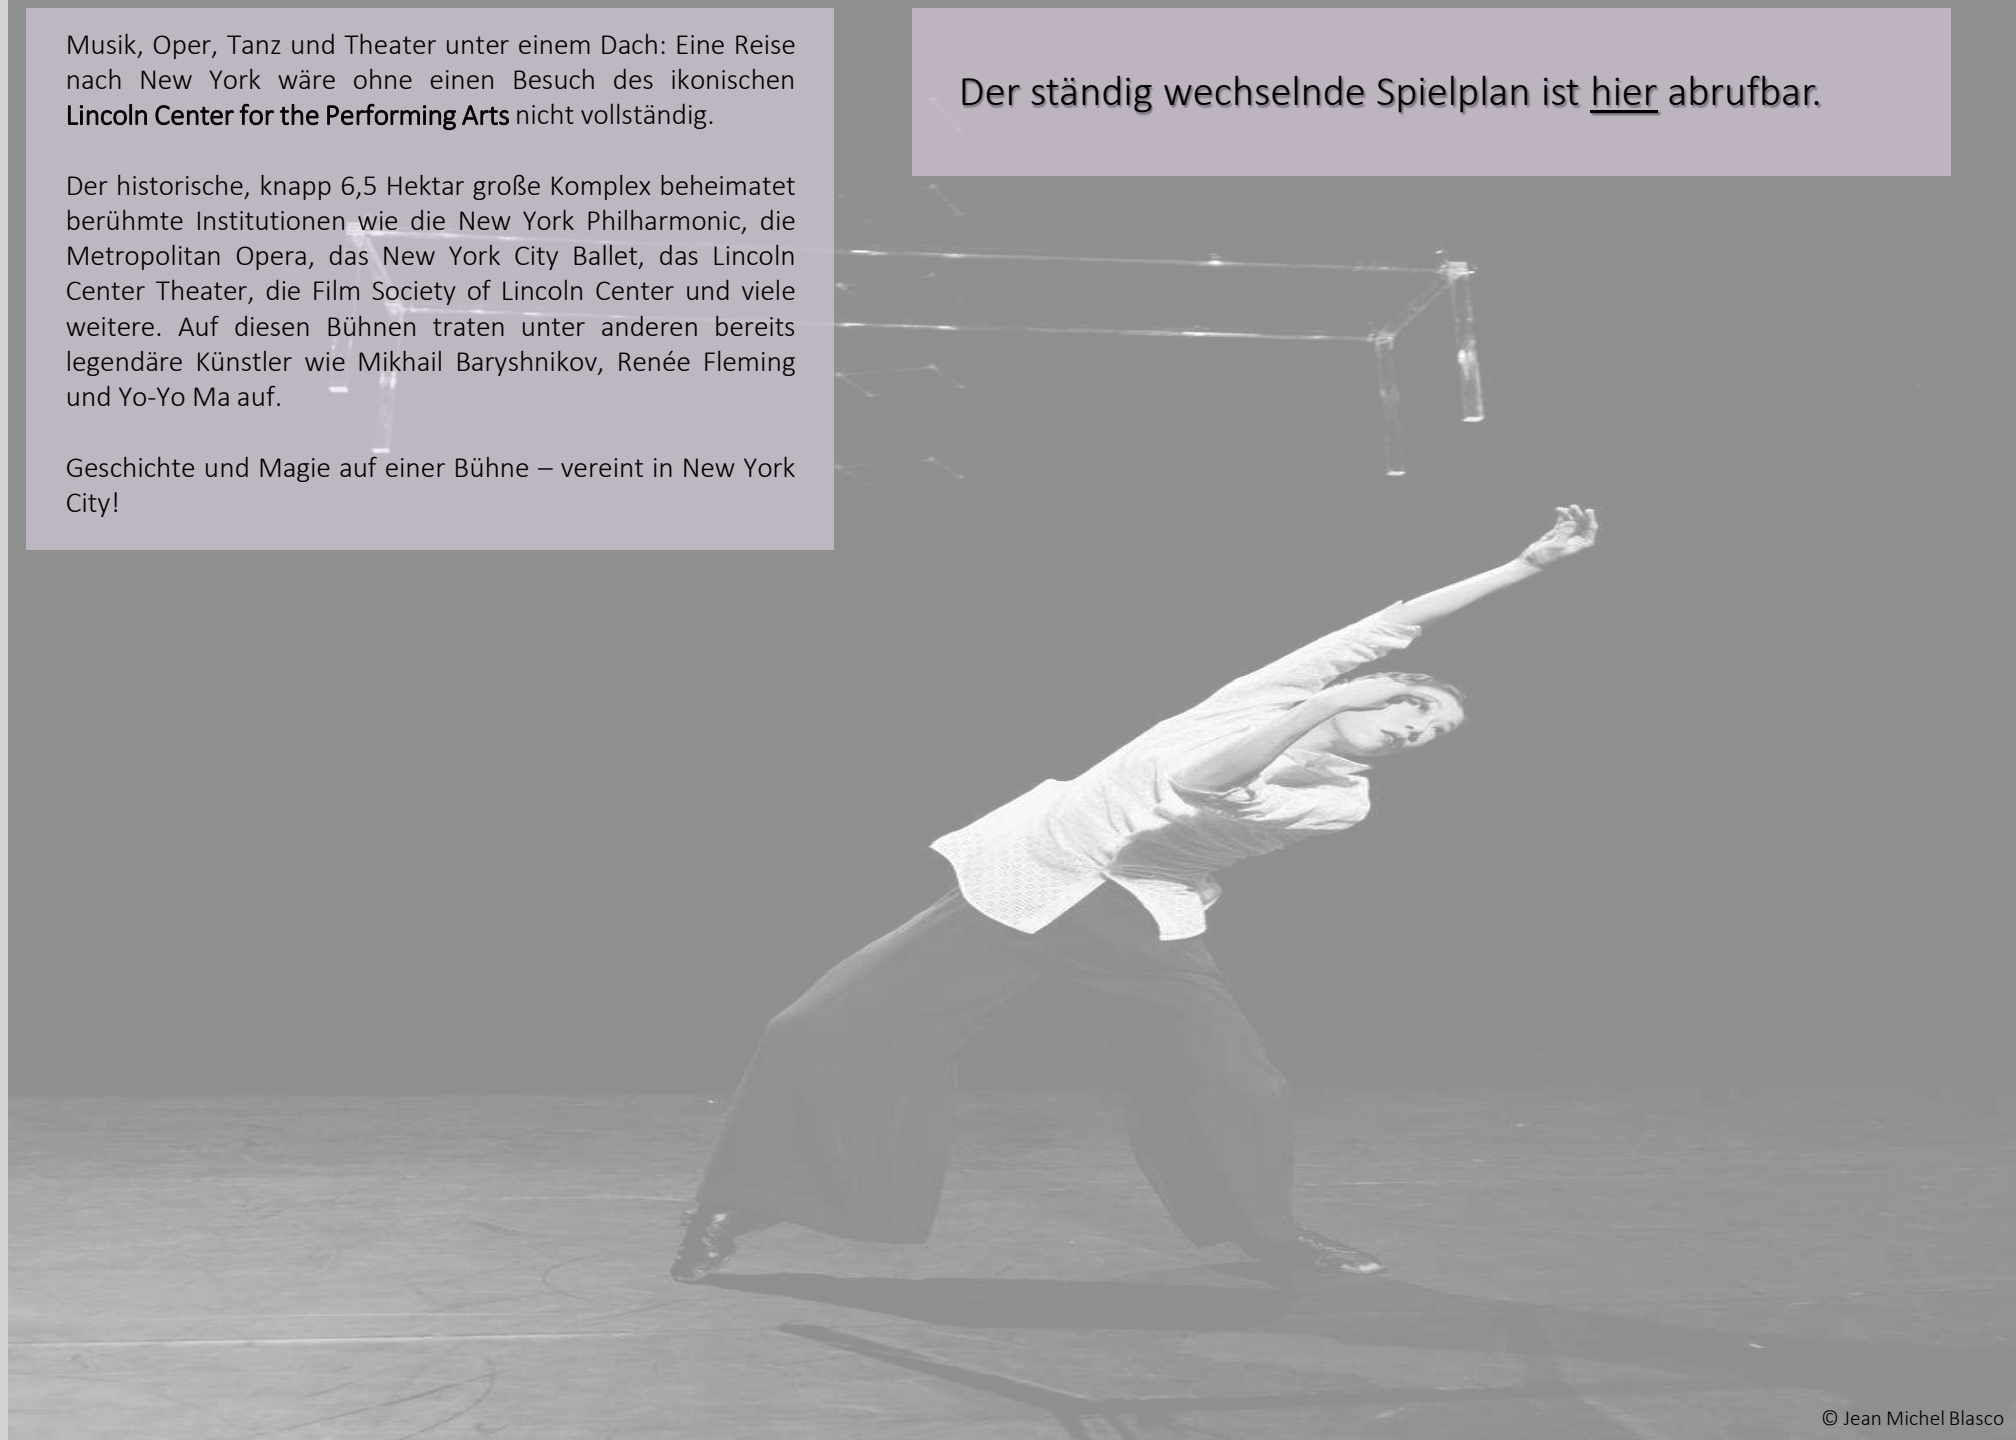 Musik, Oper, Tanz und Theater unter einem Dach: Eine Reise
nach New York wäre ohne einen Besuch des ikonischen
Lincoln Center for the Performing Arts nicht vollständig.
Der historische, knapp 6,5 Hektar große Komplex beheimatet
berühmte Institutionen wie die New York Philharmonic, die
Metropolitan Opera, das New York City Ballet, das Lincoln
Center Theater, die Film Society of Lincoln Center und viele
weitere. Auf diesen Bühnen traten unter anderen bereits
legendäre Künstler wie Mikhail Baryshnikov, Renée Fleming
und Yo-Yo Ma auf.
Geschichte und Magie auf einer Bühne – vereint in New York
City!
Der ständig wechselnde Spielplan ist hier abrufbar.
© Jean Michel Blasco